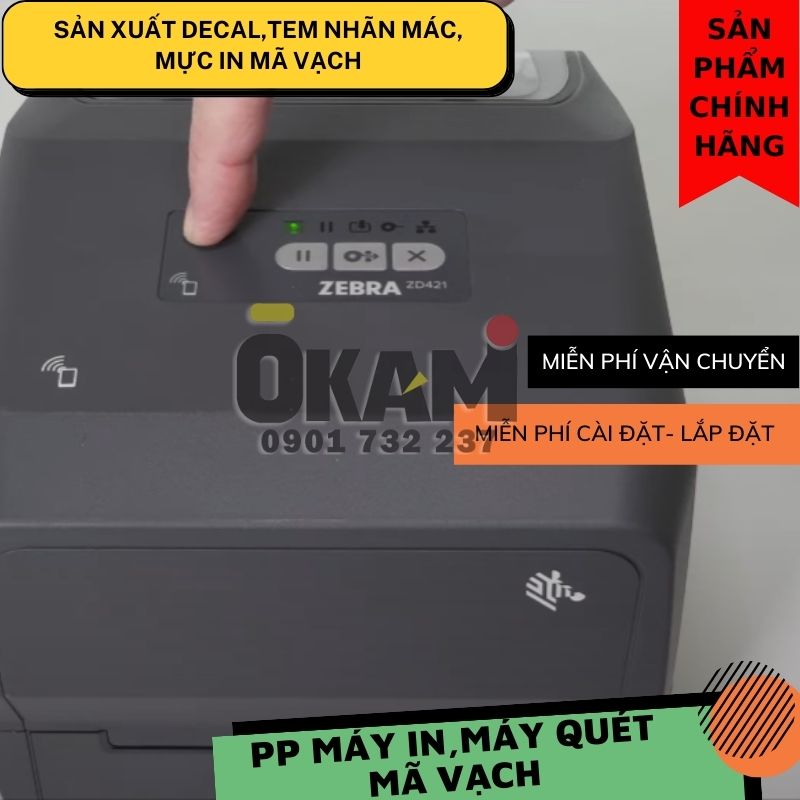 SẢN XUẤT DECAL,TEM NHÃN MÁC,
MỰC IN MÃ VẠCH
SẢN
PHẨM
CHÍNH
HÃNG
ZEBRA ZD421
OKAM
0901 732 237
MIỄN PHÍ VẬN CHUYỂN
MIỄN PHÍ CÀI ĐẶT- LẮP ĐẶT
PP MÁY IN,MÁY QUÉT
MÃ VẠCH